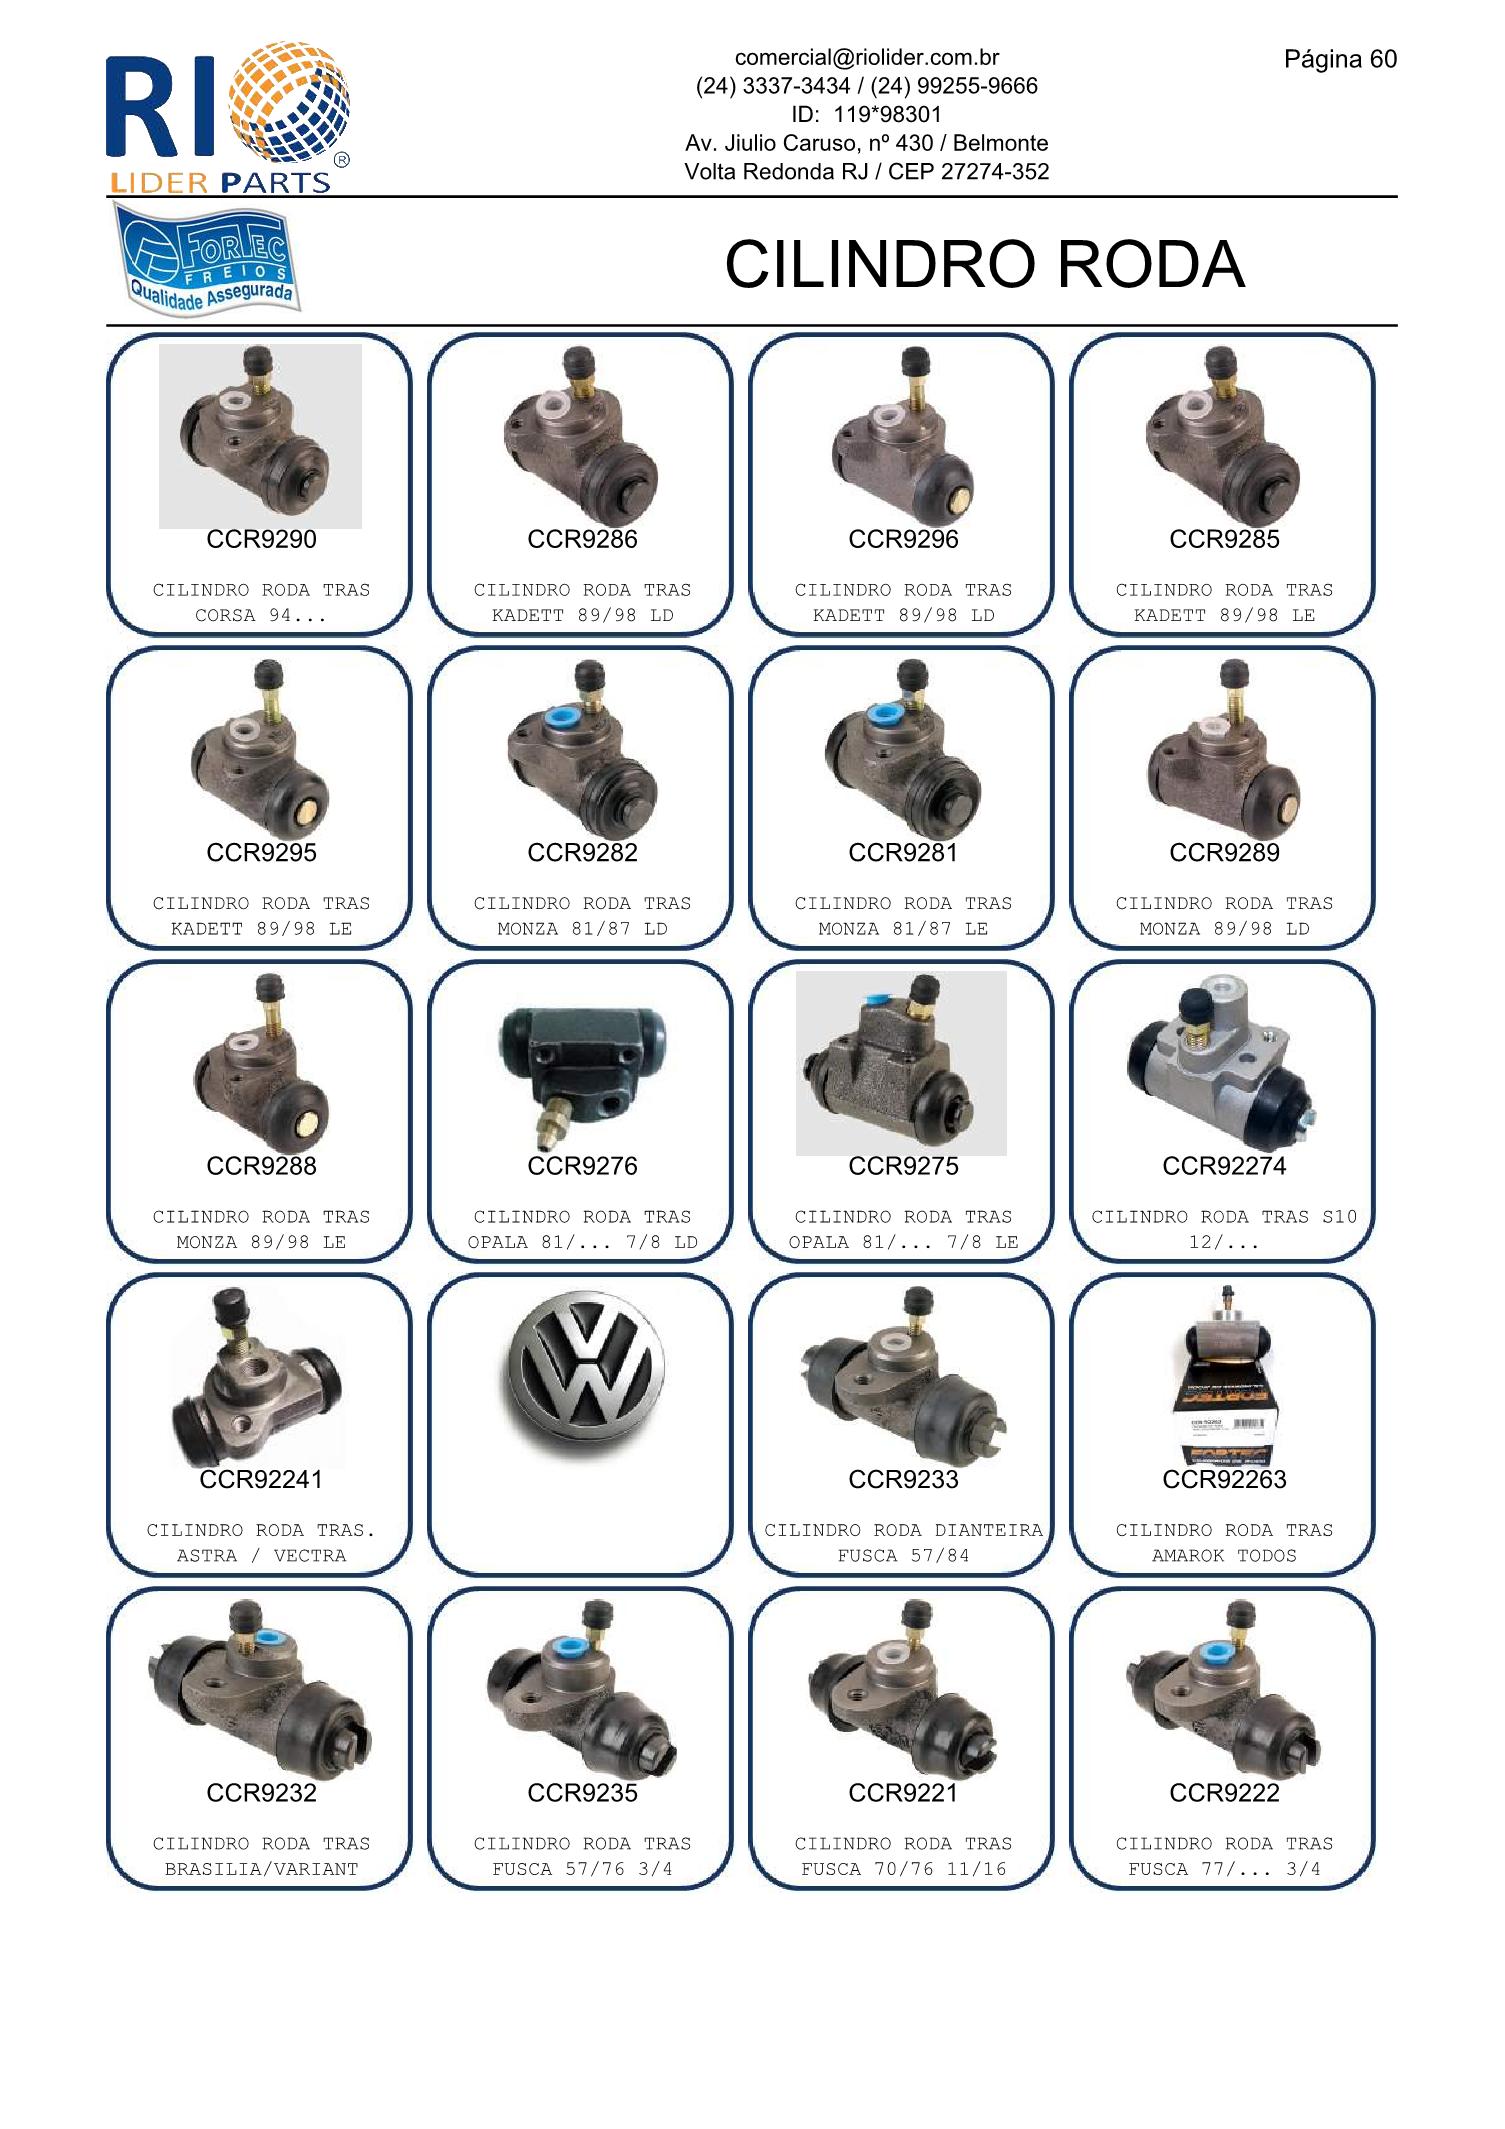 RIO
®
LIDER PARTS
comercial@riolider.com.br
(24) 3337-3434 / (24) 99255-9666
ID: 119*98301
Av. Jiulio Caruso, nº 430 / Belmonte
Volta Redonda RJ / CEP 27274-352
Página 60
FORTEC
FREIOS
Qualidade Assegurada
CILINDRO RODA
CCR9290
CILINDRO RODA TRAS
CORSA 94...
CCR9286
CILINDRO RODA TRAS
KADETT 89/98 LD
CCR9296
CILINDRO RODA TRAS
KADETT 89/98 LD
CCR9285
CILINDRO RODA TRAS
KADETT 89/98 LE
CCR9295
CILINDRO RODA TRAS
KADETT 89/98 LE
CCR9282
CILINDRO RODA TRAS
MONZA 81/87 LD
CCR9281
CILINDRO RODA TRAS
MONZA 81/87 LE
CCR9289
CILINDRO RODA TRAS
MONZA 89/98 LD
CCR9288
CILINDRO RODA TRAS
MONZA 89/98 LE
CCR9276
CILINDRO RODA TRAS
OPALA 81/... 7/8 LD
CCR9275
CILINDRO RODA TRAS
OPALA 81/... 7/8 LE
CCR92274
CILINDRO RODA TRAS S10
12/...
CCR92241
CILINDRO RODA TRAS.
ASTRA / VECTRA
VW
CCR9233
CILINDRO RODA DIANTEIRA
FUSCA 57/84
FORTEC
FORTEC
CCR92263
CILINDRO RODA TRAS
AMAROK TODOS
CCR9232
CILINDRO RODA TRAS
BRASILIA/VARIANT
CCR9235
CILINDRO RODA TRAS
FUSCA 57/76 3/4
CCR9221
CILINDRO RODA TRAS
FUSCA 70/76 11/16
CCR9222
CILINDRO RODA TRAS
FUSCA 77/... 3/4